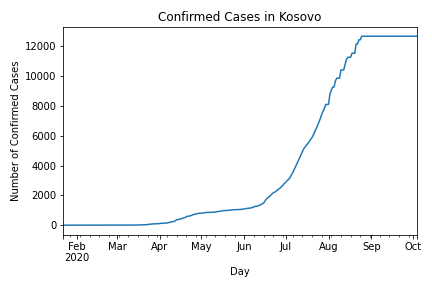 Confirmed Cases in Kosovo
Number of Confirmed Cases
12000
10000
8000
6000
4000
2000
0
Feb Mar Apr May Jun Jul Aug Sep Oct
2020
Day